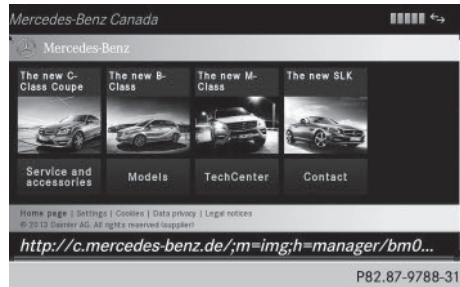 Mercedes-Benz Canada
Mercedes-Benz
The new C-Class Coupe
The new B-Class
The new M-Class
The new SLK
Service and accessories
Models
TechCenter
Contact
Home page | Settings | Cookies | Data privacy | Legal notices
© 2013 Daimler AG. All rights reserved (supplier)
http://c.mercedes-benz.de/;m=img;h=manager/bm0...
P82.87-9788-31